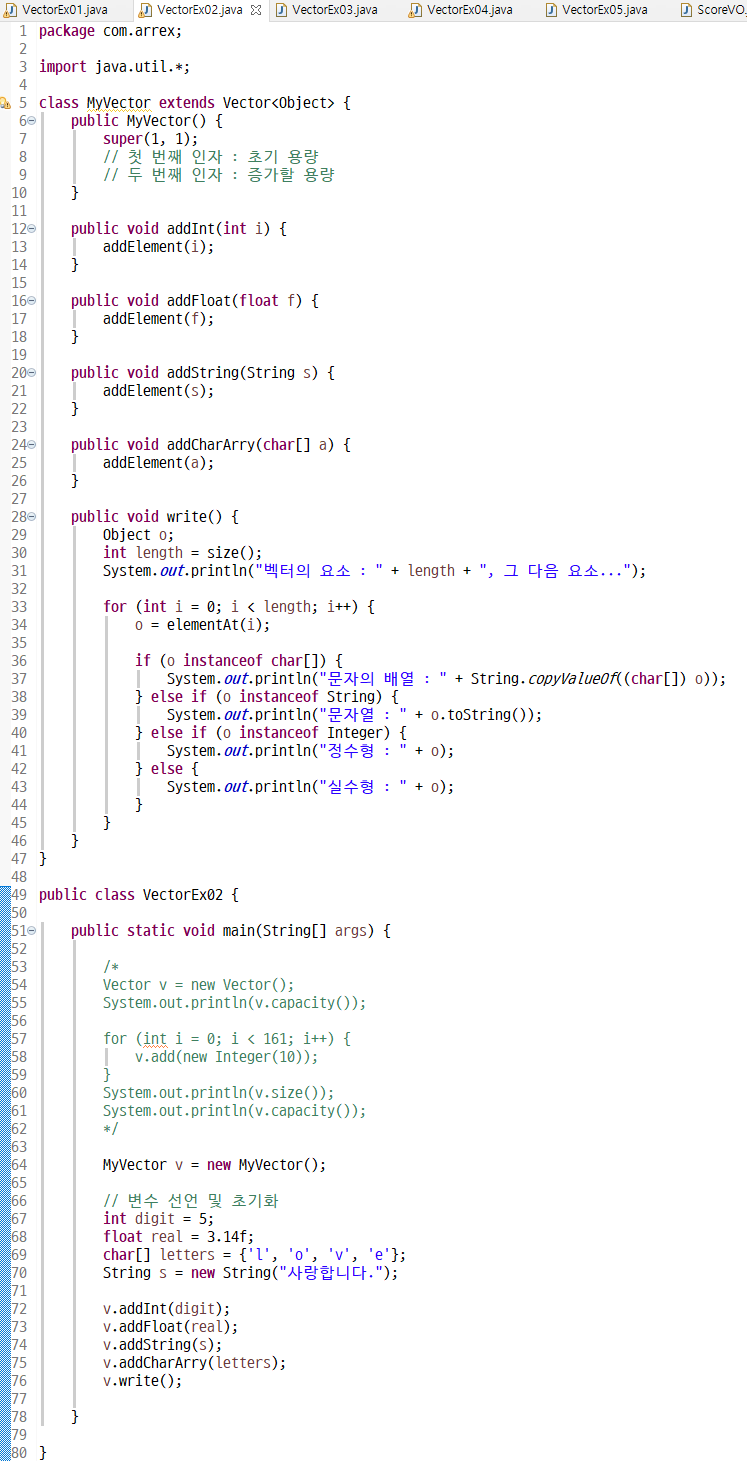 VectorEx01.java VectorEx02.java VectorEx03.java VectorEx04.java VectorEx05.java ScoreVO.
1 package com.arrex;
2
3 import java.util.*;
4
5 class MyVector extends Vector<Object> {
6 public MyVector() {
7 super(1, 1);
8 // 첫 번째 인자 : 초기 용량
9 // 두 번째 인자 : 증가할 용량
10 }
11
12 public void addInt(int i) {
13 addElement(i);
14 }
15
16 public void addFloat(float f) {
17 addElement(f);
18 }
19
20 public void addString(String s) {
21 addElement(s);
22 }
23
24 public void addCharArry(char[] a) {
25 addElement(a);
26 }
27
28 public void write() {
29 Object o;
30 int length = size();
31 System.out.println("벡터의 요소 : " + length + ", 그 다음 요소...");
32
33 for (int i = 0; i < length; i++) {
34 o = elementAt(i);
35
36 if (o instanceof char[]) {
37 System.out.println("문자의 배열 : " + String.copyValueOf((char[]) o));
38 } else if (o instanceof String) {
39 System.out.println("문자열 : " + o.toString());
40 } else if (o instanceof Integer) {
41 System.out.println("정수형 : " + o);
42 } else {
43 System.out.println("실수형 : " + o);
44 }
45 }
46 }
47 }
48
49 public class VectorEx02 {
50
51 public static void main(String[] args) {
52
53 /*
54 Vector v = new Vector();
55 System.out.println(v.capacity());
56
57 for (int i = 0; i < 161; i++) {
58 v.add(new Integer(10));
59 }
60 System.out.println(v.size());
61 System.out.println(v.capacity());
62 */
63
64 MyVector v = new MyVector();
65
66 // 변수 선언 및 초기화
67 int digit = 5;
68 float real = 3.14f;
69 char[] letters = {'l', 'o', 'v', 'e'};
70 String s = new String("사랑합니다.");
71
72 v.addInt(digit);
73 v.addFloat(real);
74 v.addString(s);
75 v.addCharArry(letters);
76 v.write();
77
78 }
79
80 }